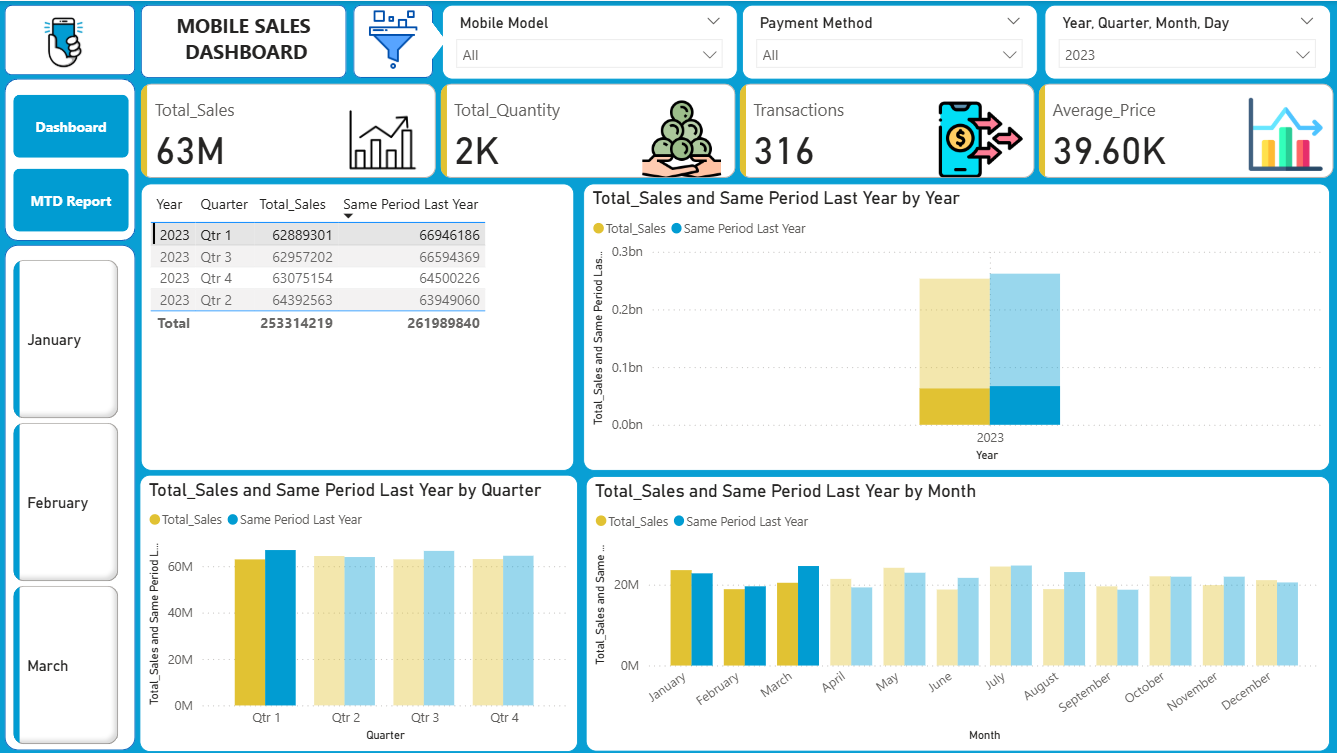 MOBILE SALES
DASHBOARD
Mobile Model
All
Payment Method
All
Year, Quarter, Month, Day
2023
Dashboard
MTD Report
January
February
March
Total_Sales
63M
Total_Quantity
2K
Transactions
316
$
Average_Price
39.60K
Year Quarter Total_Sales Same Period Last Year
2023 Qtr 1 62889301 66946186
2023 Qtr 3 62957202 66594369
2023 Qtr 4 63075154 64500226
2023 Qtr 2 64392563 63949060
Total 253314219 261989840
Total_Sales and Same Period Last Year by Year
Total_Sales Same Period Last Year
Total_Sales and Same Period Las...
0.3bn
0.2bn
0.1bn
0.0bn
2023
Year
Total_Sales and Same Period Last Year by Quarter
Total_Sales Same Period Last Year
Total_Sales and Same Period L...
60M
40M
20M
0M
Qtr 1 Qtr 2 Qtr 3 Qtr 4
Quarter
Total_Sales and Same Period Last Year by Month
Total_Sales Same Period Last Year
Total_Sales and Same ...
20M
0M
January February March April May June July August September October November December
Month